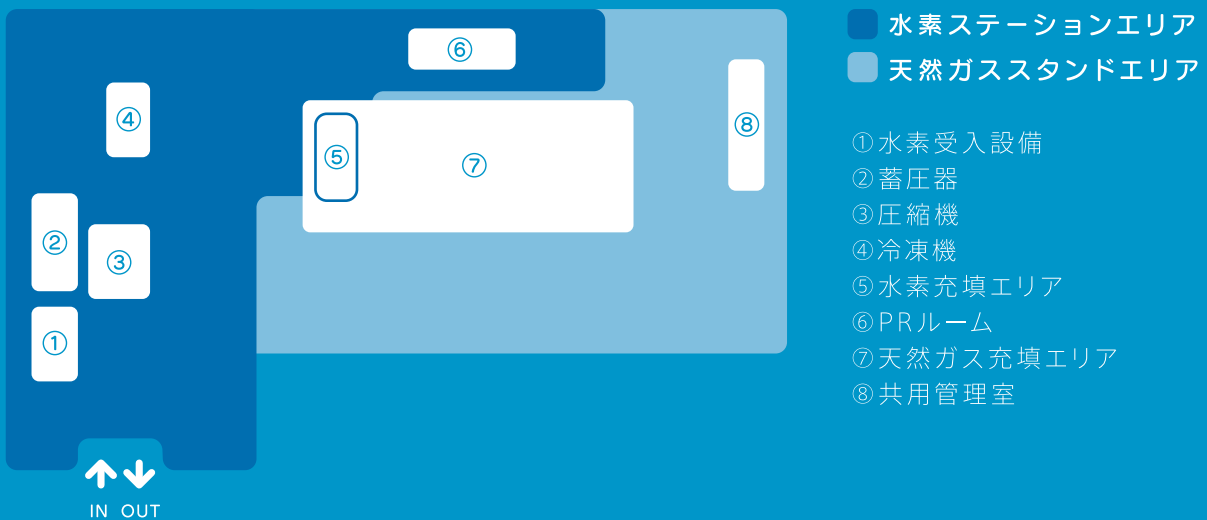 水素ステーションエリア
天然ガススタンドエリア
①水素受入設備
②蓄圧器
③圧縮機
④冷凍機
⑤水素充填エリア
⑥PRルーム
⑦天然ガス充填エリア
⑧共用管理室
⑥
④
⑤
⑦
⑧
②
③
①
IN OUT